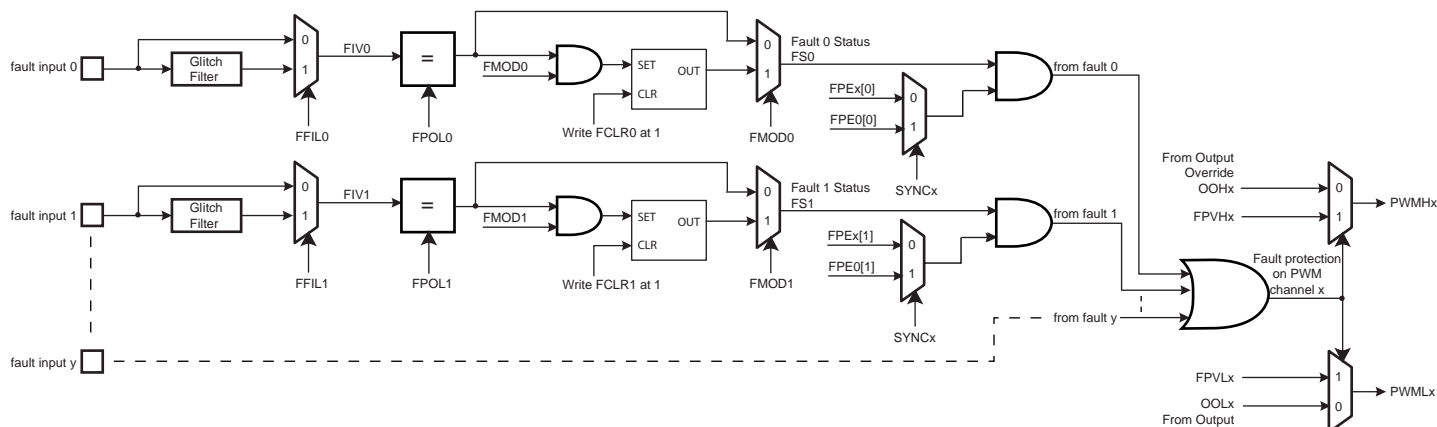 fault input 0
Glitch
Filter
0
1
FFIL0
FIV0
=
FPOL0
FMOD0
SET
OUT
CLR
Write FCLR0 at 1
0
1
FMOD0
Fault 0 Status
FS0
FPEx[0]
FPE0[0]
0
1
SYNCx
from fault 0
fault input 1
Glitch
Filter
0
1
FFIL1
FIV1
=
FPOL1
FMOD1
SET
OUT
CLR
Write FCLR1 at 1
0
1
FMOD1
Fault 1 Status
FS1
FPEx[1]
FPE0[1]
0
1
SYNCx
from fault 1
fault input y
from fault y
Fault protection
on PWM
channel x
From Output
Override
OOHx
FPVHx
0
1
PWMHx
FPVLx
OOLx
From Output
1
0
PWMLx